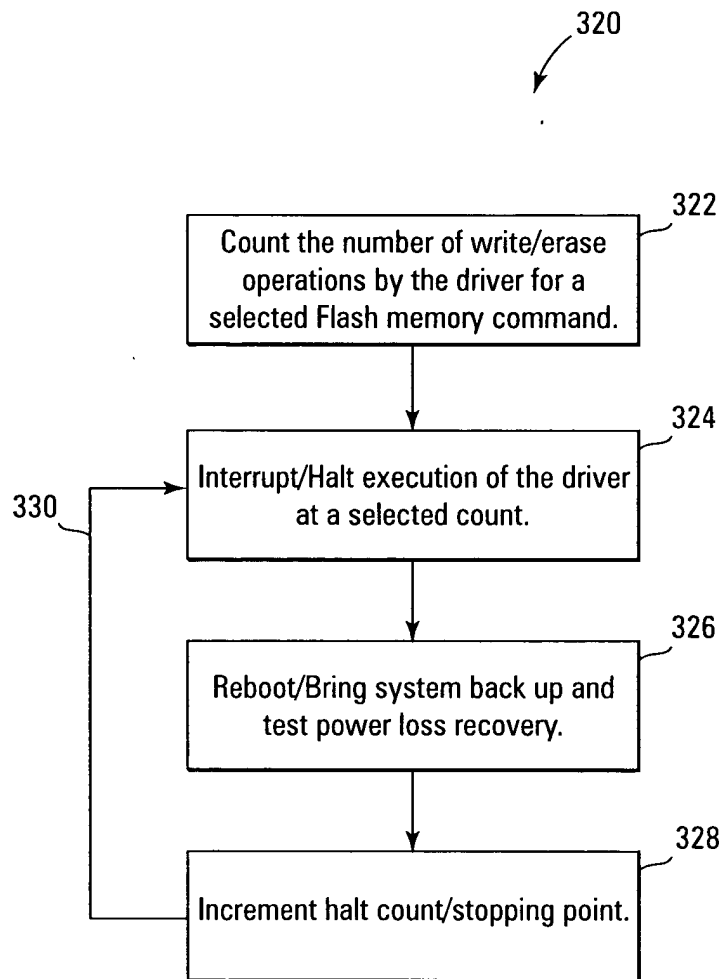 320
322
Count the number of write/erase
operations by the driver for a
selected Flash memory command.
324
Interrupt/Halt execution of the driver
at a selected count.
330
326
Reboot/Bring system back up and
test power loss recovery.
328
Increment halt count/stopping point.